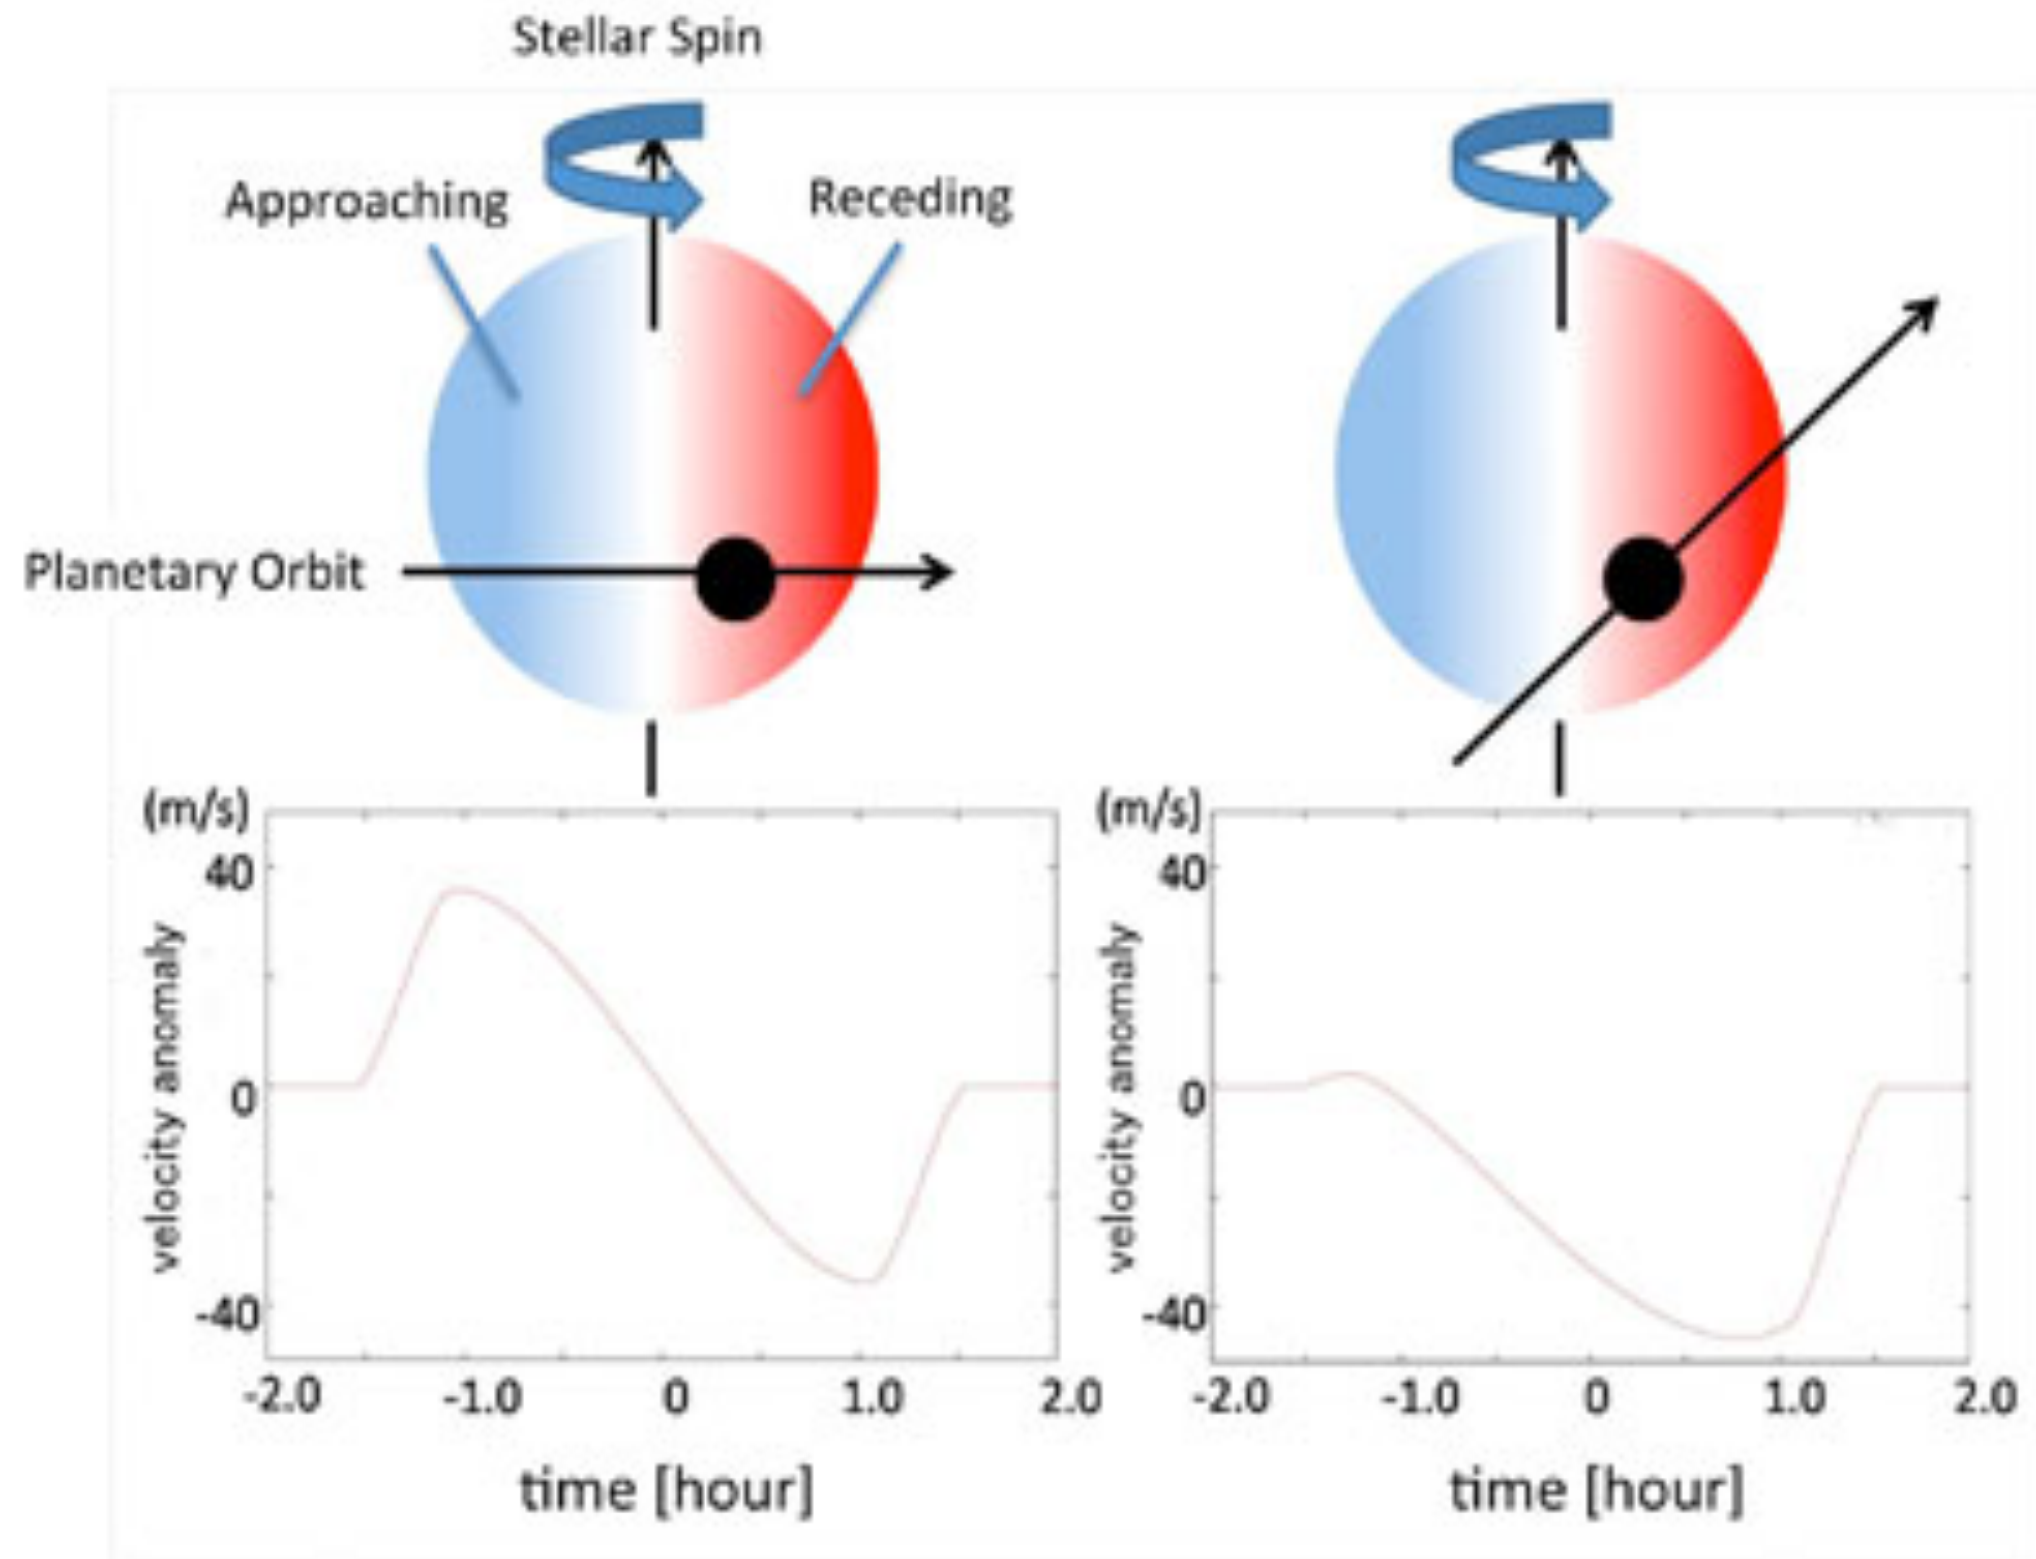 Stellar Spin
Approaching
Receding
Planetary Orbit
(m/s)
40
0
-40
velocity anomaly
-2.0 -1.0 0 1.0 2.0
time [hour]
(m/s)
40
0
-40
velocity anomaly
-2.0 -1.0 0 1.0 2.0
time [hour]